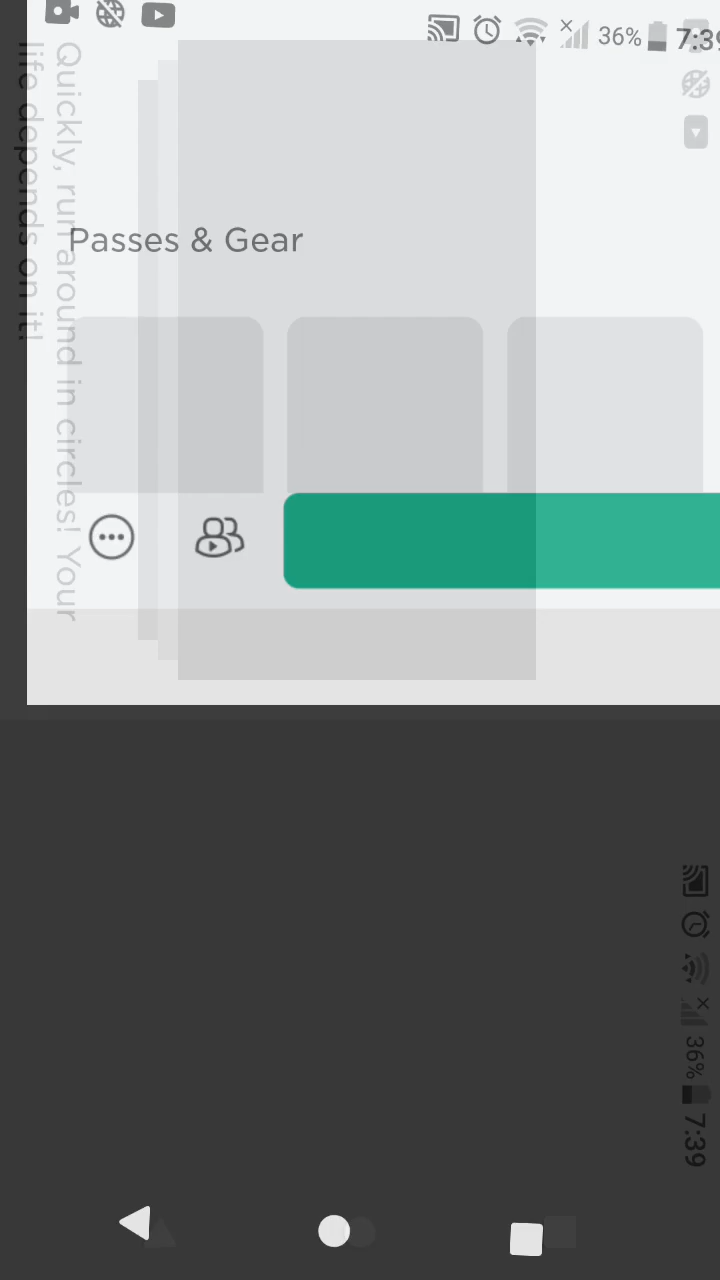 36% 7:39
Passes & Gear
Quickly, run around in circles! Your
life depends on it!
36% 7:39